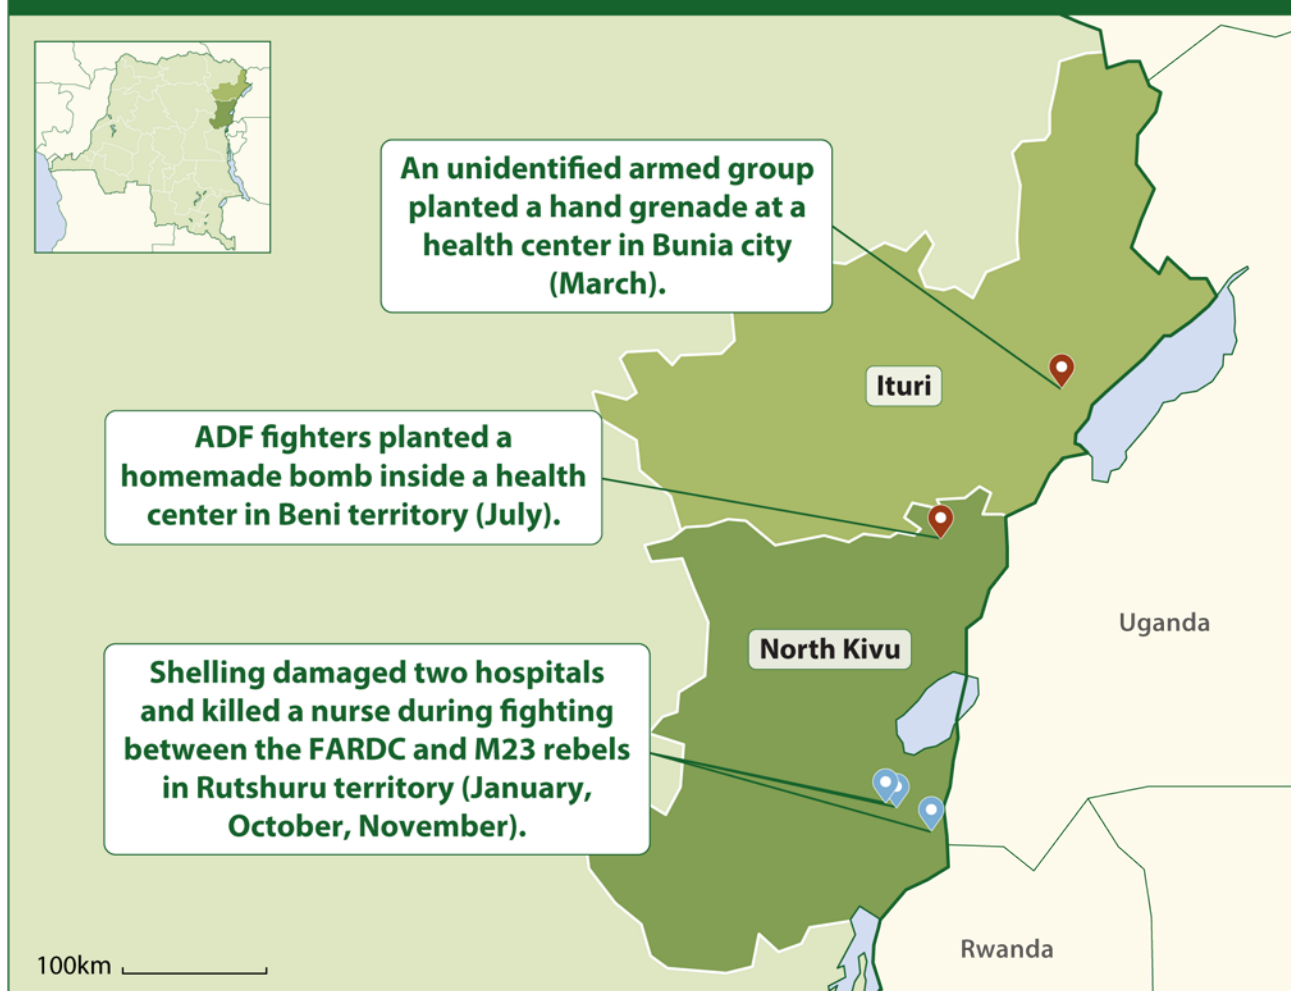 An unidentified armed group
planted a hand grenade at a
health center in Bunia city
(March).
Ituri
ADF fighters planted a
homemade bomb inside a health
center in Beni territory (July).
Uganda
North Kivu
Shelling damaged two hospitals
and killed a nurse during fighting
between the FARDC and M23 rebels
in Rutshuru territory (January,
October, November).
Rwanda
100km